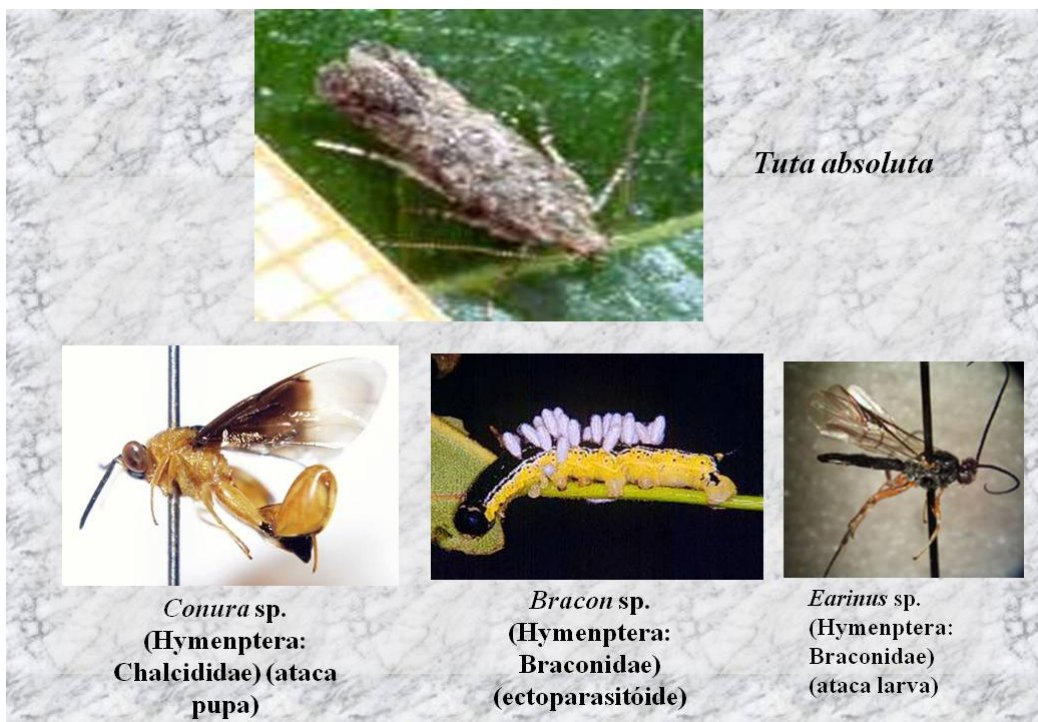 Tuta absoluta
Conura sp.
(Hymenptera:
Chalcididae) (ataca
pupa)
Bracon sp.
(Hymenptera:
Braconidae)
(ectoparasitóide)
Earinus sp.
(Hymenptera:
Braconidae)
(ataca larva)